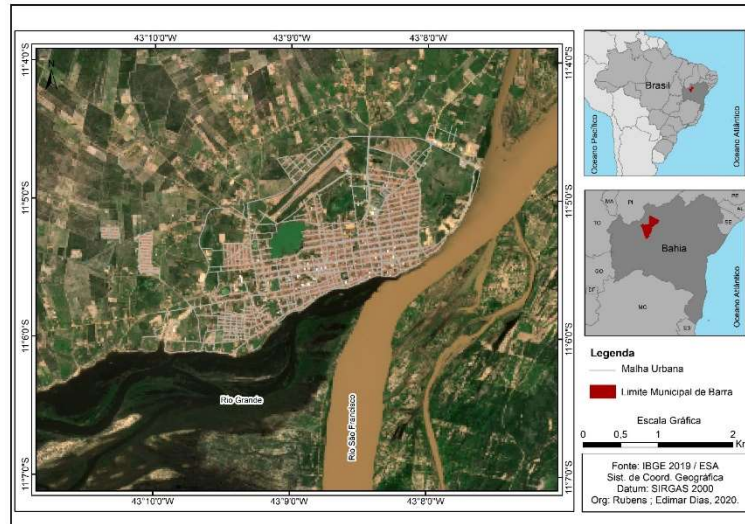 43°10'0"W
43°9'0"W
43°8'0"W
11°4'0"S
11°5'0"S
11°6'0"S
11°7'0"S
N
Rio Grande
Rio São Francisco
11°4'0"S
11°5'0"S
11°6'0"S
11°7'0"S
43°10'0"W
43°9'0"W
43°8'0"W
Brasil
Oceano Pacífico
Oceano Atlântico
MA
PI
PE
AL
SE
TO
Bahia
GO
DF
MG
ES
Oceano Atlântico
Legenda
Malha Urbana
Limite Municipal de Barra
Escala Gráfica
0 0,5 1 2
Km
Fonte: IBGE 2019 / ESA
Sist. de Coord. Geográfica
Datum: SIRGAS 2000
Org: Rubens ; Edimar Dias, 2020.